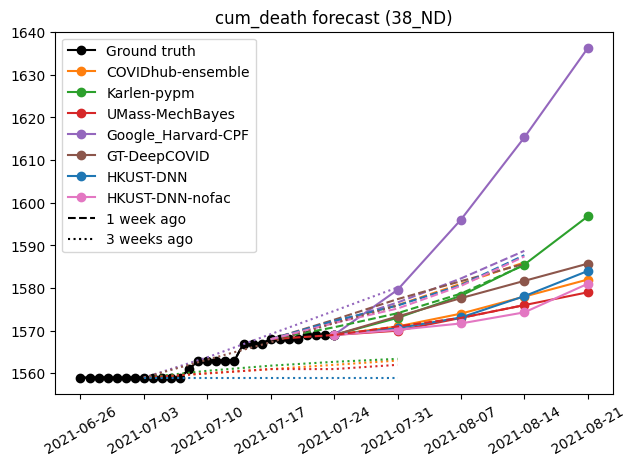 cum_death forecast (38_ND)
1640
1630
1620
1610
1600
1590
1580
1570
1560
Ground truth
COVIDhub-ensemble
Karlen-pypm
UMass-MechBayes
Google_Harvard-CPF
GT-DeepCOVID
HKUST-DNN
HKUST-DNN-nofac
1 week ago
3 weeks ago
2021-06-26
2021-07-03
2021-07-10
2021-07-17
2021-07-24
2021-07-31
2021-08-07
2021-08-14
2021-08-21